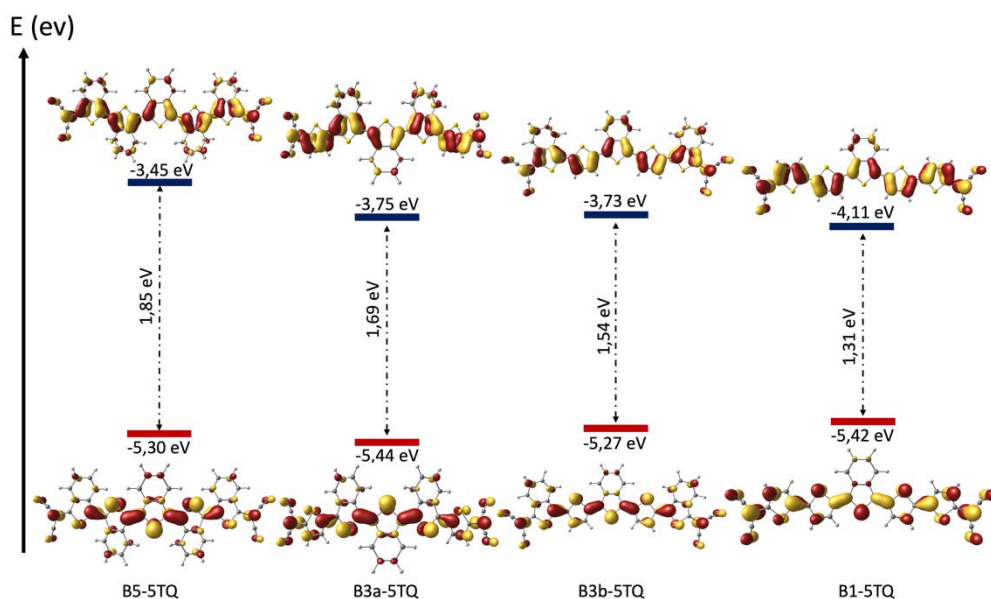 E (ev)
-3,45 eV
-3,75 eV
-3,73 eV
-4,11 eV
1,85 eV
1,69 eV
1,54 eV
1,31 eV
-5,30 eV
-5,44 eV
-5,27 eV
-5,42 eV
B5-5TQ
B3a-5TQ
B3b-5TQ
B1-5TQ